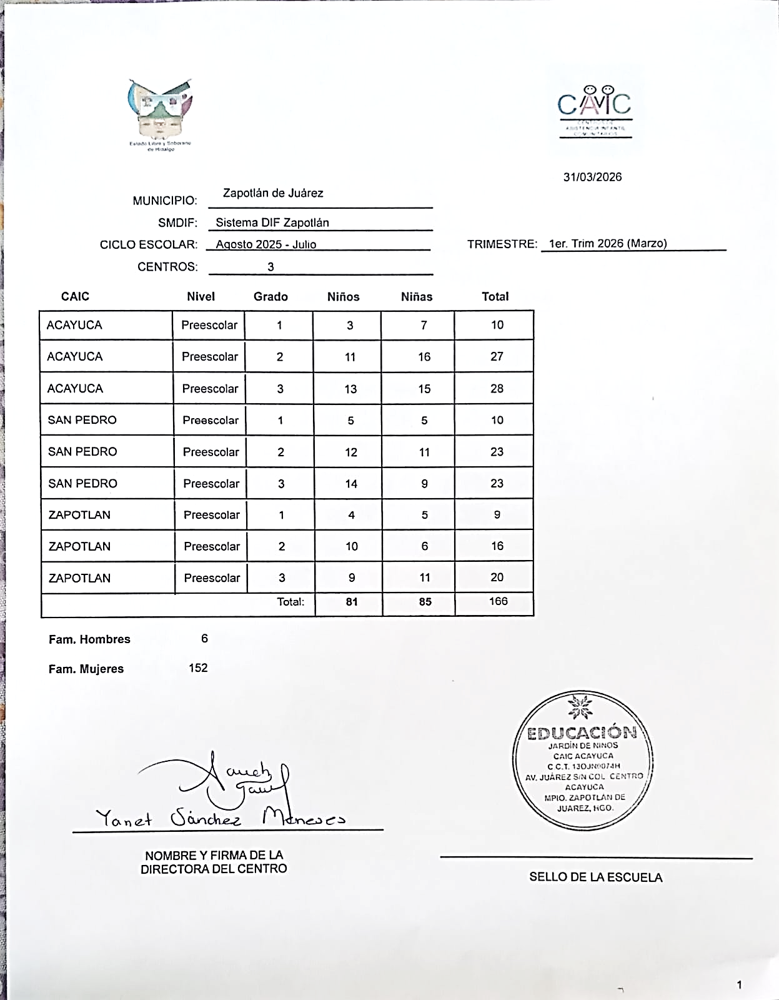 Estado Libre y Soberano
de Hidalgo
CAIC
CENTROS DE
ASISTENCIA INFANTIL
COMUNITARIOS
31/03/2026
MUNICIPIO: Zapotlán de Juárez
SMDIF: Sistema DIF Zapotlán
CICLO ESCOLAR: Agosto 2025 - Julio TRIMESTRE: 1er. Trim 2026 (Marzo)
CENTROS: 3
CAIC Nivel Grado Niños Niñas Total
ACAYUCA Preescolar 1 3 7 10
ACAYUCA Preescolar 2 11 16 27
ACAYUCA Preescolar 3 13 15 28
SAN PEDRO Preescolar 1 5 5 10
SAN PEDRO Preescolar 2 12 11 23
SAN PEDRO Preescolar 3 14 9 23
ZAPOTLAN Preescolar 1 4 5 9
ZAPOTLAN Preescolar 2 10 6 16
ZAPOTLAN Preescolar 3 9 11 20
Total: 81 85 166
Fam. Hombres 6
Fam. Mujeres 152
EDUCACIÓN
JARDÍN DE NIÑOS
CAIC ACAYUCA
C.C.T. 13OJN0074H
AV. JUÁREZ S/N COL. CENTRO
ACAYUCA
MPIO. ZAPOTLAN DE
JUAREZ, HGO.
Yanet Sánchez Meneses
NOMBRE Y FIRMA DE LA
DIRECTORA DEL CENTRO
SELLO DE LA ESCUELA
1